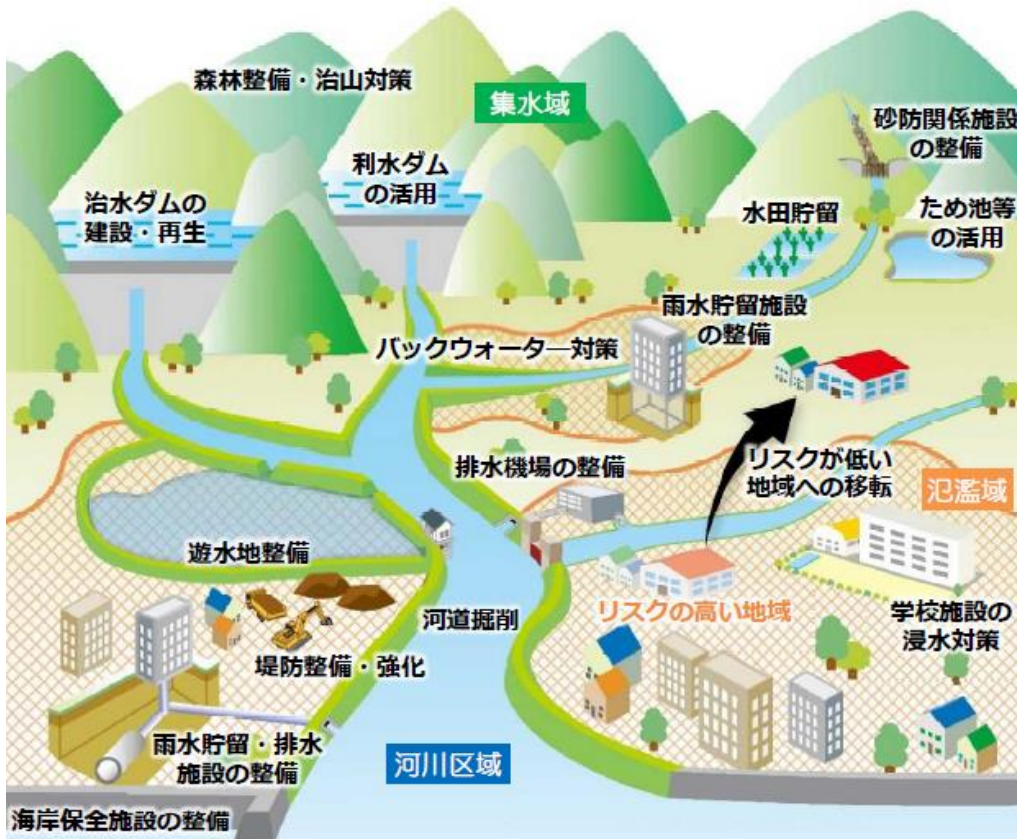 森林整備・治山対策
集水域
砂防関係施設
の整備
利水ダム
の活用
治水ダムの
建設・再生
水田貯留
ため池等
の活用
雨水貯留施設
の整備
バックウォーター対策
排水機場の整備
リスクが低い
地域への移転
氾濫域
遊水地整備
河道掘削
リスクの高い地域
学校施設の
浸水対策
堤防整備・強化
雨水貯留・排水
施設の整備
河川区域
海岸保全施設の整備